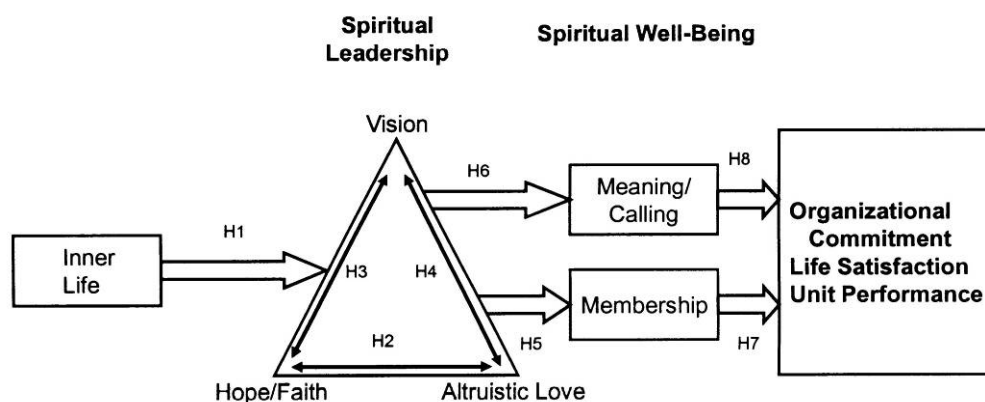 Spiritual
Leadership
Spiritual Well-Being
Vision
H6
H8
Meaning/
Calling
H1
Inner
Life
H3
H4
Organizational
Commitment
Life Satisfaction
Unit Performance
Membership
H2
H5
H7
Hope/Faith
Altruistic Love